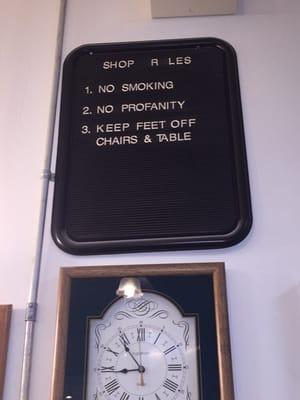 SHOP R LES
1. NO SMOKING
2. NO PROFANITY
3. KEEP FEET OFF
CHAIRS & TABLE